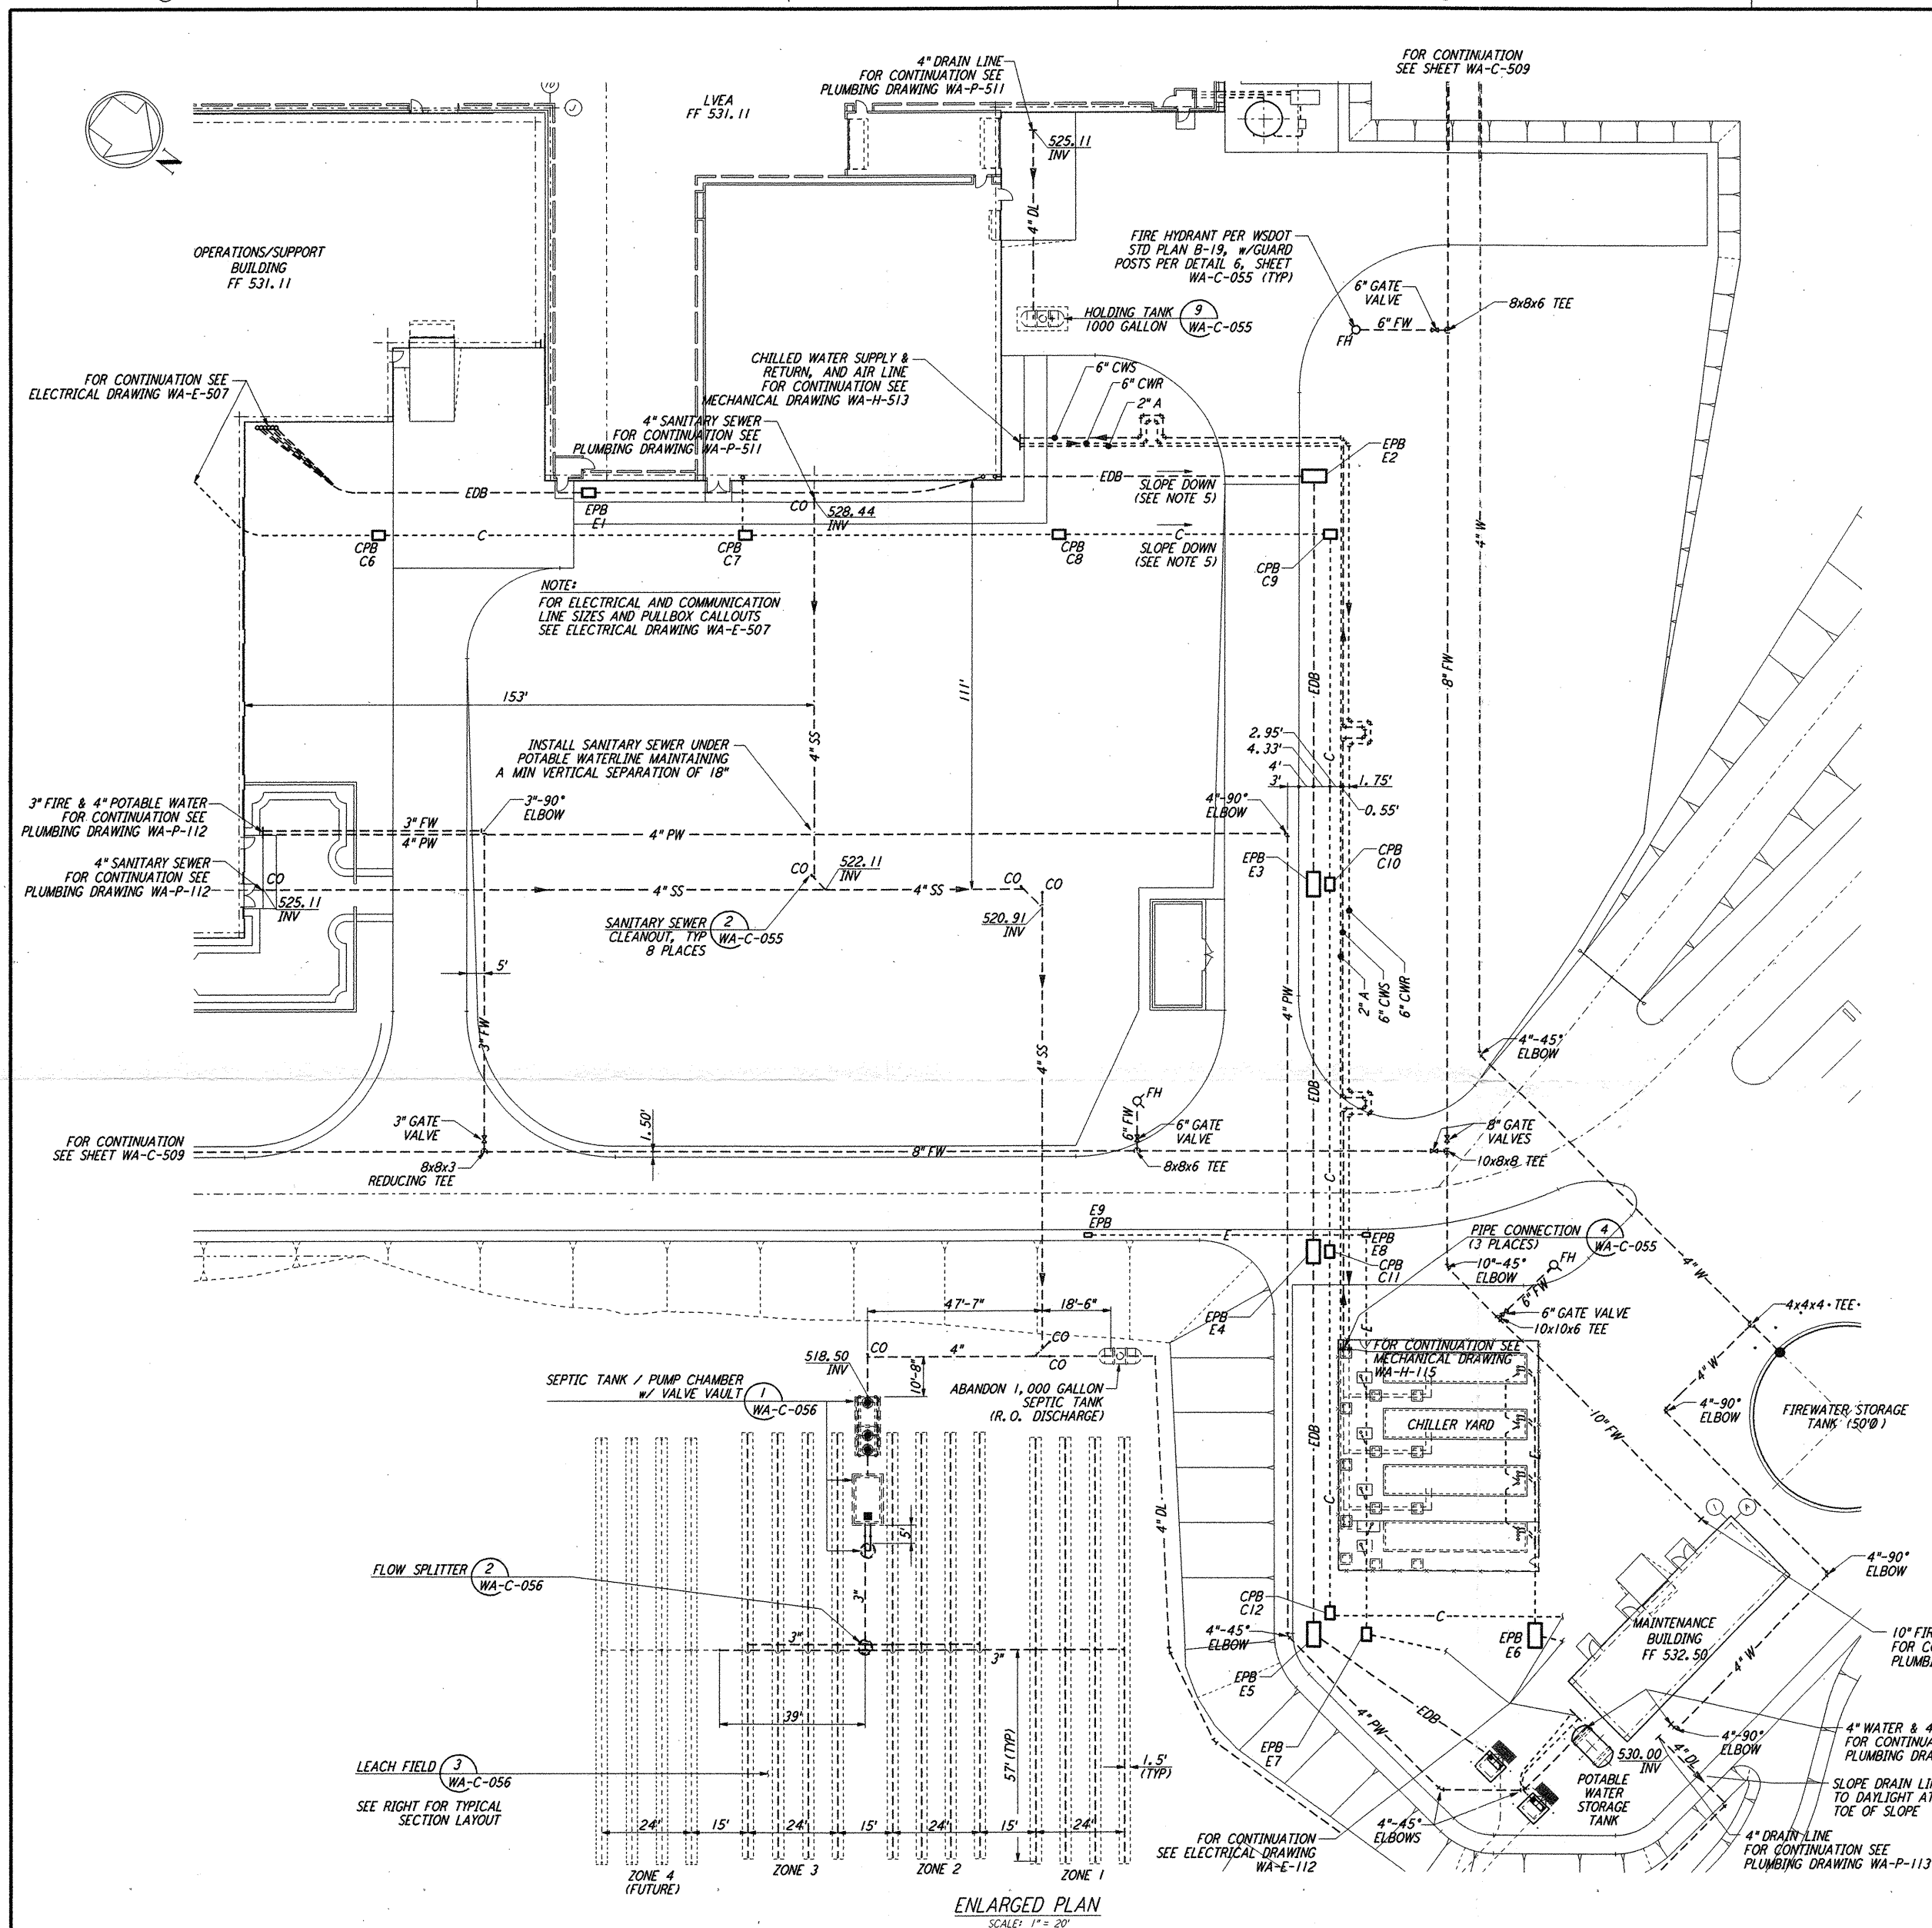 FOR CONTINUATION
SEE SHEET WA-C-509
4" DRAIN LINE
FOR CONTINUATION SEE
PLUMBING DRAWING WA-P-511
10
J
LVEA
FF 531.11
525.11
INV
N
4" DL
OPERATIONS/SUPPORT
BUILDING
FF 531.11
FIRE HYDRANT PER WSDOT
STD PLAN B-19, w/GUARD
POSTS PER DETAIL 6, SHEET
WA-C-055 (TYP)
6" GATE
VALVE
8x8x6 TEE
6" FW
FH
HOLDING TANK
1000 GALLON
9
WA-C-055
CHILLED WATER SUPPLY &
RETURN, AND AIR LINE
FOR CONTINUATION SEE
MECHANICAL DRAWING WA-H-513
6" CWS
6" CWR
2" A
FOR CONTINUATION SEE
ELECTRICAL DRAWING WA-E-507
4" SANITARY SEWER
FOR CONTINUATION SEE
PLUMBING DRAWING WA-P-511
EPB
E2
EDB
EDB
SLOPE DOWN
(SEE NOTE 5)
EPB
E1
CO
528.44
INV
4" W
CPB
C6
C
CPB
C7
CPB
C8
C
SLOPE DOWN
(SEE NOTE 5)
CPB
C9
NOTE:
FOR ELECTRICAL AND COMMUNICATION
LINE SIZES AND PULLBOX CALLOUTS
SEE ELECTRICAL DRAWING WA-E-507
153'
111'
EDB
8" FW
4" SS
INSTALL SANITARY SEWER UNDER
POTABLE WATERLINE MAINTAINING
A MIN VERTICAL SEPARATION OF 18"
2.95'
4.33'
4'
3'
C
1.75'
0.55'
3" FIRE & 4" POTABLE WATER
FOR CONTINUATION SEE
PLUMBING DRAWING WA-P-112
3" FW
4" PW
3"-90°
ELBOW
4" PW
4"-90°
ELBOW
4" SANITARY SEWER
FOR CONTINUATION SEE
PLUMBING DRAWING WA-P-112
CO
525.11
INV
4" SS
CO
522.11
INV
4" SS
CO
CO
520.91
INV
EPB
E3
CPB
C10
SANITARY SEWER
CLEANOUT, TYP
8 PLACES
2
WA-C-055
5'
3" FW
4" SS
4" PW
2" A
6" CWS
6" CWR
4"-45°
ELBOW
EDB
FH
6" FW
FOR CONTINUATION
SEE SHEET WA-C-509
3" GATE
VALVE
8x8x3
REDUCING TEE
1.50'
8" FW
6" GATE
VALVE
8x8x6 TEE
8" GATE
VALVES
10x8x8 TEE
C
E9
EPB
E
EPB
E8
CPB
C11
EPB
E4
PIPE CONNECTION
(3 PLACES)
4
WA-C-055
10"-45°
ELBOW
FH
6" FW
4" W
6" GATE VALVE
10x10x6 TEE
4x4x4 TEE
47'-7"
18'-6"
CO
CO
4"
CO
518.50
INV
10'-8"
E
FOR CONTINUATION SEE
MECHANICAL DRAWING
WA-H-115
4" W
SEPTIC TANK / PUMP CHAMBER
w/ VALVE VAULT
1
WA-C-056
ABANDON 1,000 GALLON
SEPTIC TANK
(R.O. DISCHARGE)
CHILLER YARD
4"-90°
ELBOW
FIREWATER STORAGE
TANK (50'Ø)
EDB
10" FW
C
4" DL
5'
1
A
FLOW SPLITTER
2
WA-C-056
3"
4"-90°
ELBOW
CPB
C12
C
4"-45°
ELBOW
EPB
E5
EPB
E6
MAINTENANCE
BUILDING
FF 532.50
4" W
3"
3"
39'
57' (TYP)
1.5'
(TYP)
EPB
E7
4" PW
EDB
4"-90°
ELBOW
530.00
INV
4" DL
LEACH FIELD
3
WA-C-056
SEE RIGHT FOR TYPICAL
SECTION LAYOUT
POTABLE
WATER
STORAGE
TANK
SLOPE DRAIN
TO DAYLIGHT AT
TOE OF SLOPE
24'
15'
24'
15'
24'
15'
24'
4"-45°
ELBOWS
FOR CONTINUATION
SEE ELECTRICAL DRAWING
WA-E-112
4" DRAIN LINE
FOR CONTINUATION SEE
PLUMBING DRAWING WA-P-113
ZONE 4
(FUTURE)
ZONE 3
ZONE 2
ZONE 1
ENLARGED PLAN
SCALE: 1" = 20'